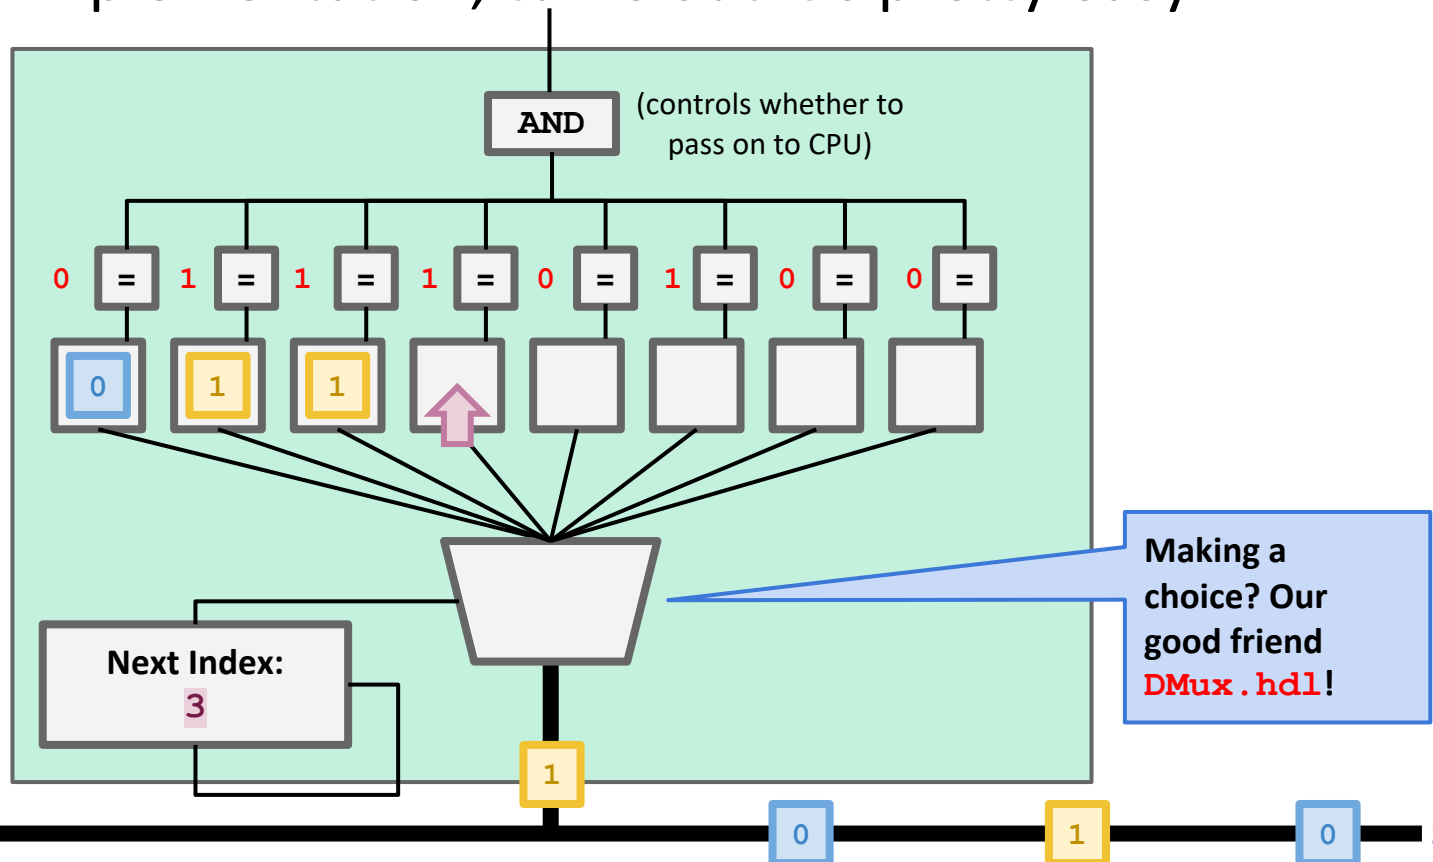 AND
(controls whether to
pass on to CPU)
0 = 1 = 1 = 1 = 0 = 1 = 0 = 0 =
0 1 1
Making a
choice? Our
good friend
DMux.hdl!
Next Index:
3
1
0 1 0